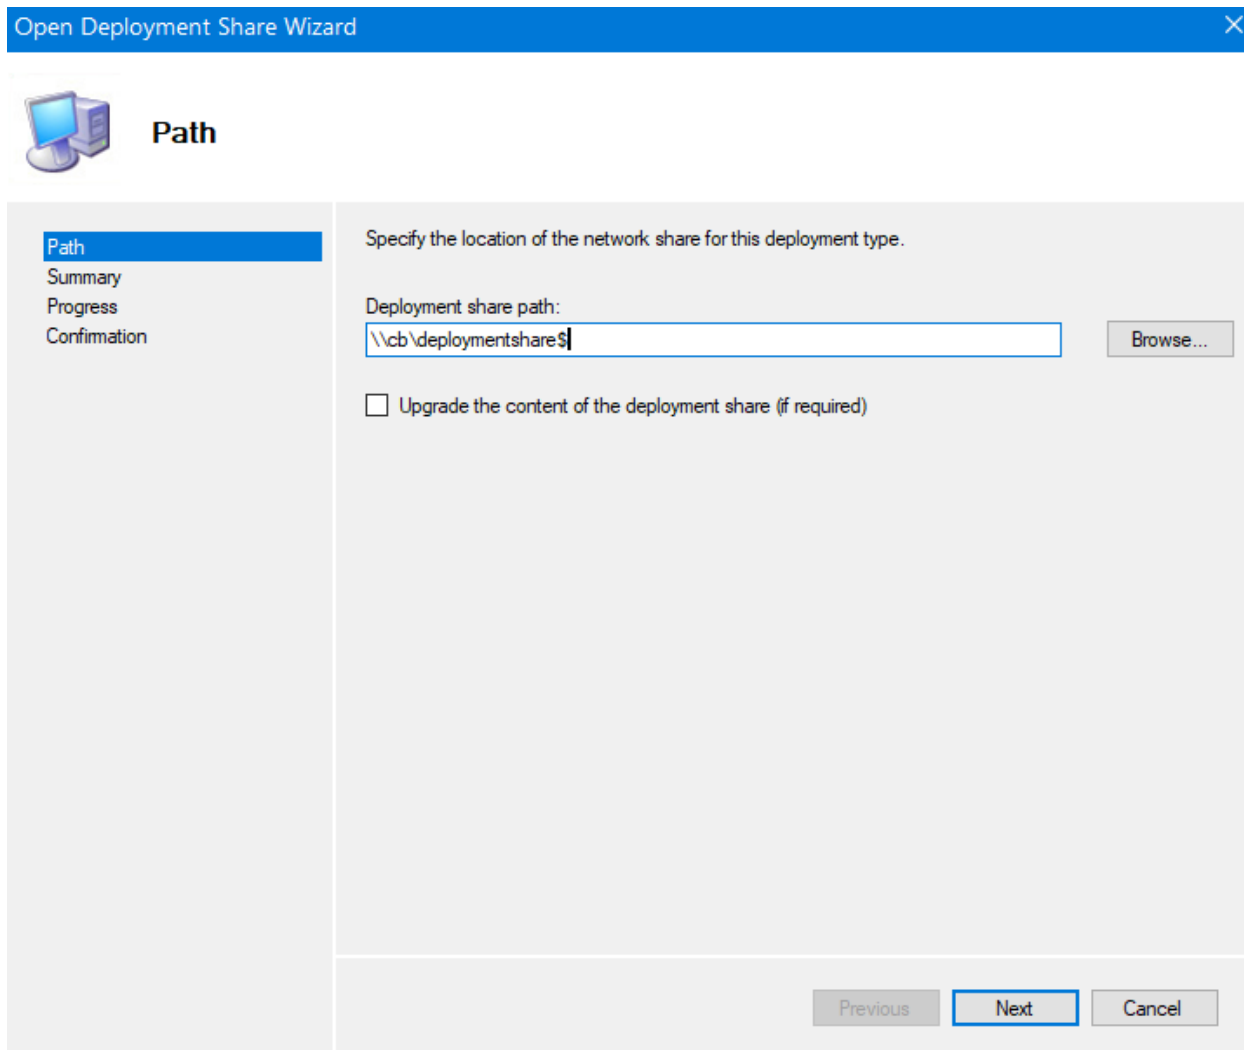 Open Deployment Share Wizard
Path
Path
Summary
Progress
Confirmation
Specify the location of the network share for this deployment type.
Deployment share path:
\\cb\deploymentshare$
Browse...
Upgrade the content of the deployment share (if required)
Previous
Next
Cancel